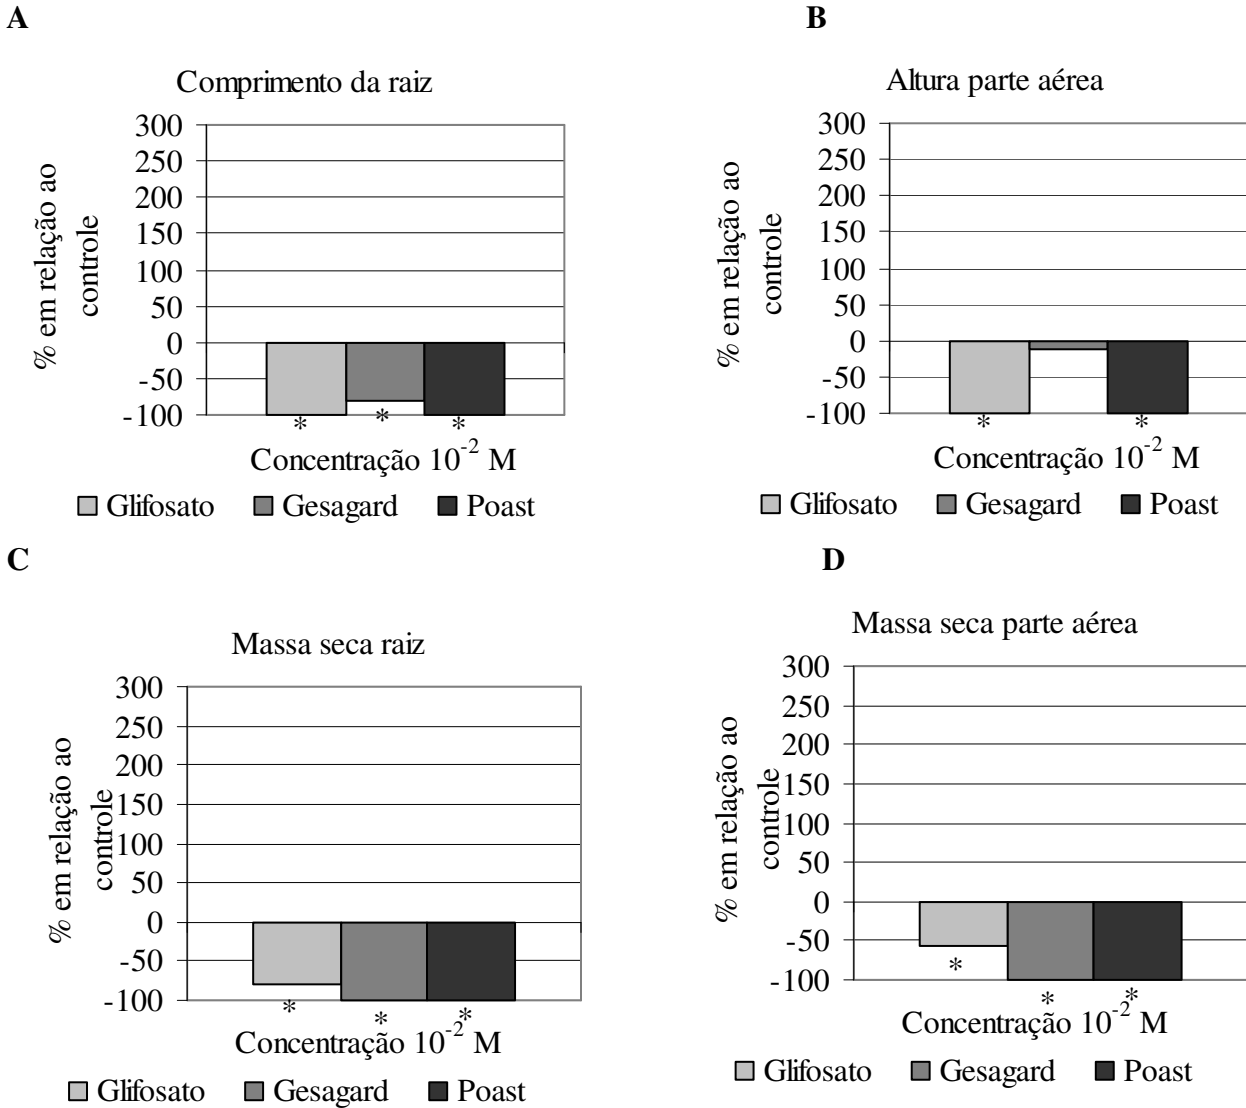 A
Comprimento da raiz
300
250
200
150
100
50
0
-50
-100
% em relação ao
controle
* * *
Concentração 10⁻² M
Glifosato Gesagard Poast
B
Altura parte aérea
300
250
200
150
100
50
0
-50
-100
% em relação ao
controle
* *
Concentração 10⁻² M
Glifosato Gesagard Poast
C
Massa seca raiz
300
250
200
150
100
50
0
-50
-100
% em relação ao
controle
* * *
Concentração 10⁻² M
Glifosato Gesagard Poast
D
Massa seca parte aérea
300
250
200
150
100
50
0
-50
-100
% em relação ao
controle
* * *
Concentração 10⁻² M
Glifosato Gesagard Poast